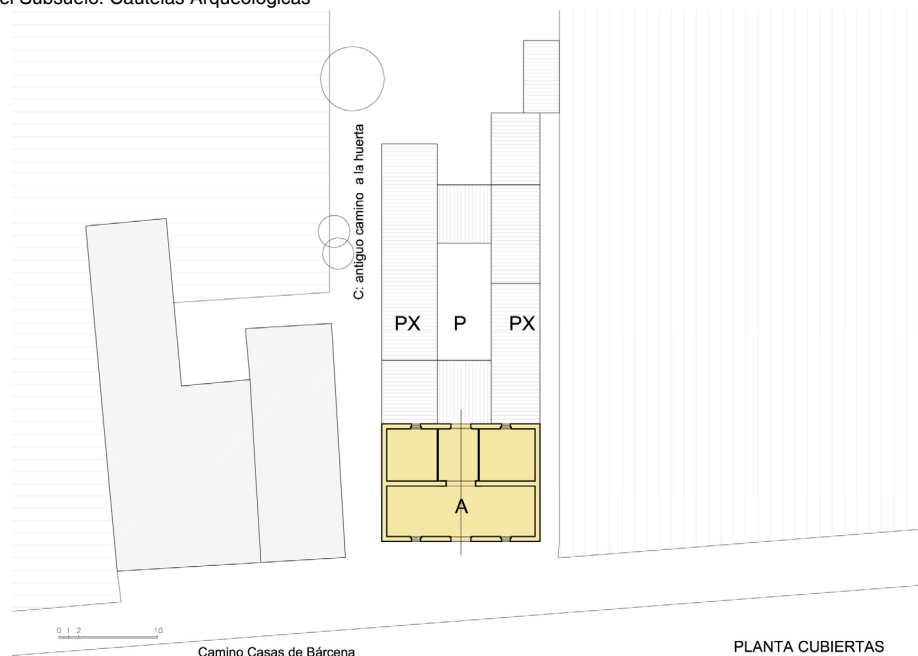 el Subsuelo. Cautelas Arqueológicas
C: antiguo camino a la huerta
PX P PX
A
0 1 2 10
Camino Casas de Bárcena
PLANTA CUBIERTAS